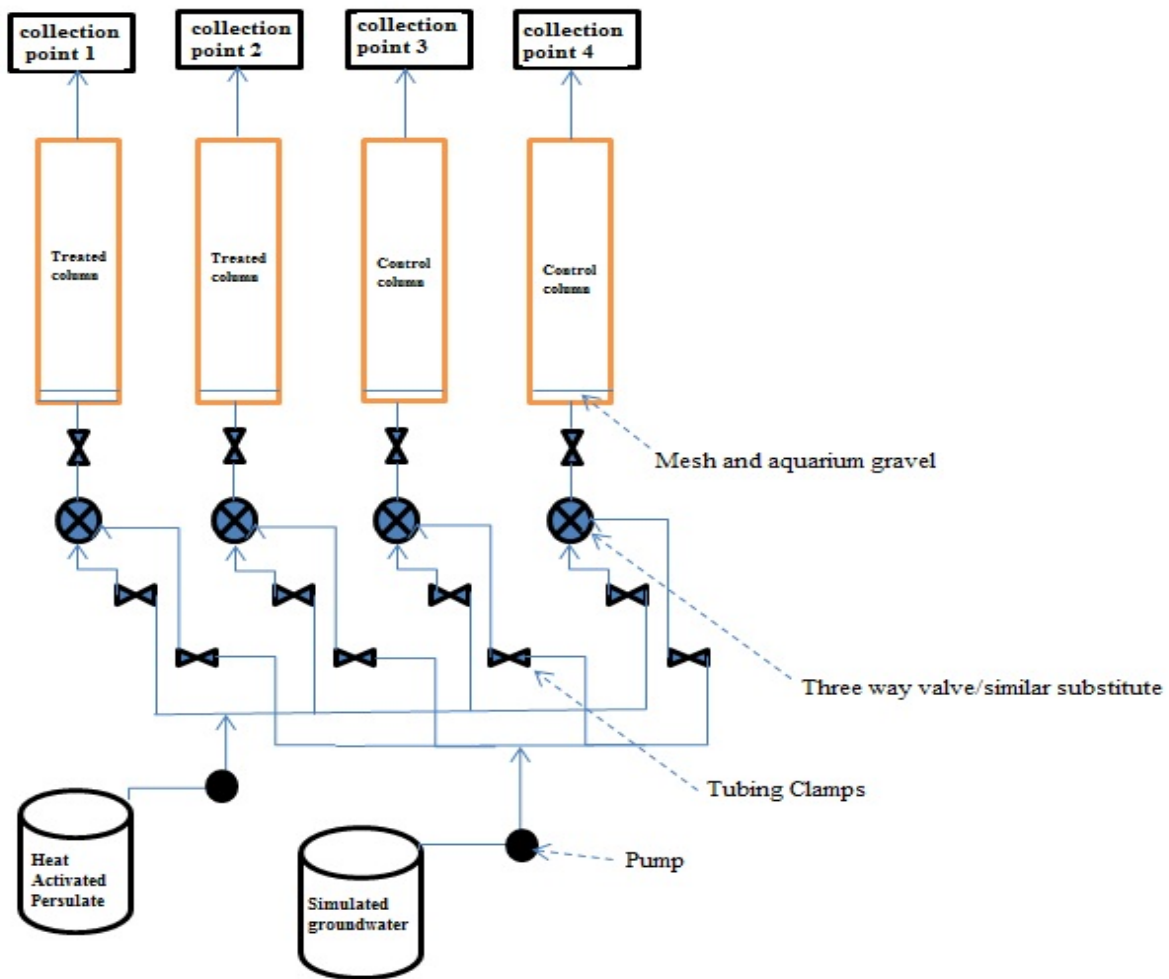 collection
point 1
collection
point 2
collection
point 3
collection
point 4
Treated
column
Treated
column
Control
column
Control
column
Mesh and aquarium gravel
Three way valve/similar substitute
Tubing Clamps
Pump
Heat
Activated
Persulate
Simulated
groundwater